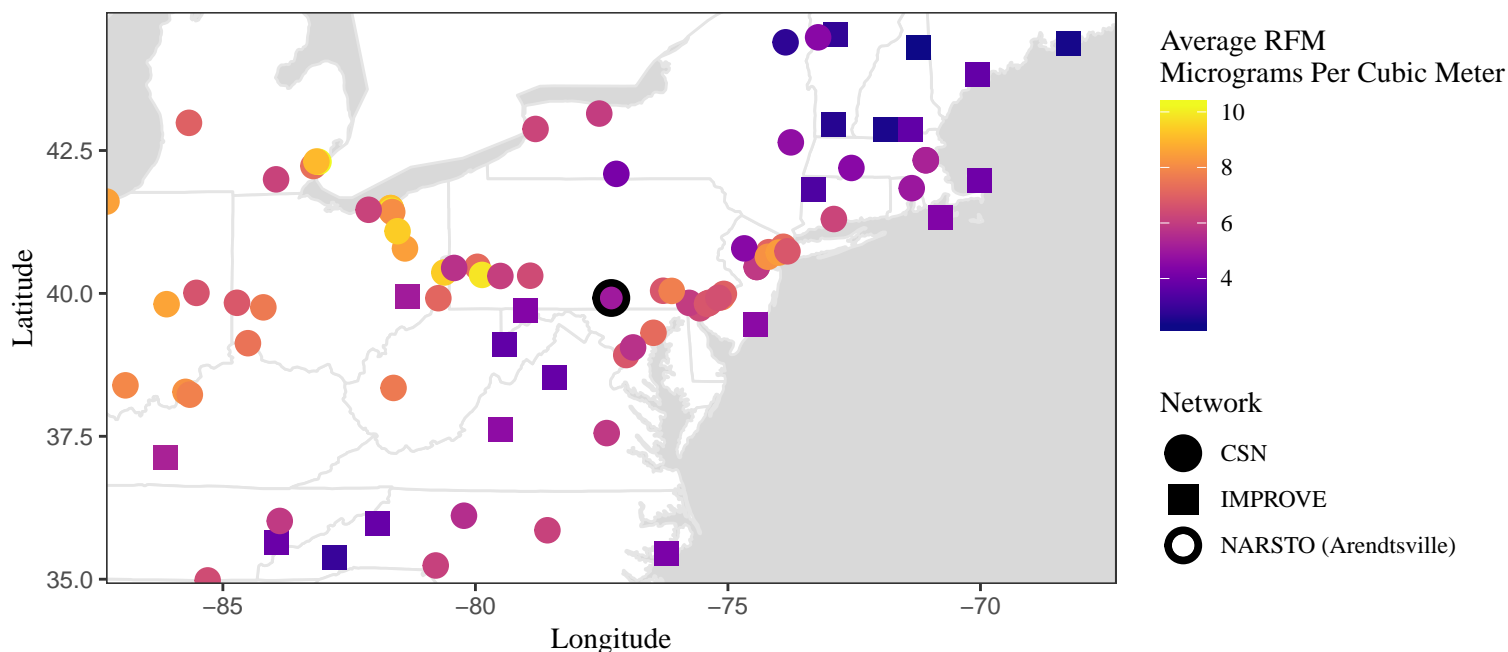 Average RFM
Micrograms Per Cubic Meter
10
8
6
4
Network
CSN
IMPROVE
NARSTO (Arendtsville)
Latitude
42.5
40.0
37.5
35.0
−85
−80
−75
−70
Longitude